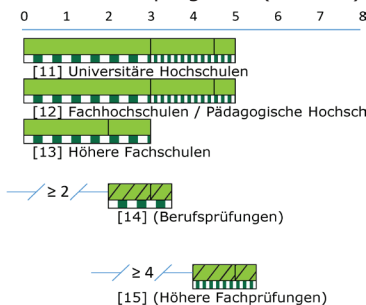 0 1 2 3 4 5 6 7 8
[11] Universitäre Hochschulen
[12] Fachhochschulen / Pädagogische Hochsch
[13] Höhere Fachschulen
≥ 2
[14] (Berufsprüfungen)
≥ 4
[15] (Höhere Fachprüfungen)